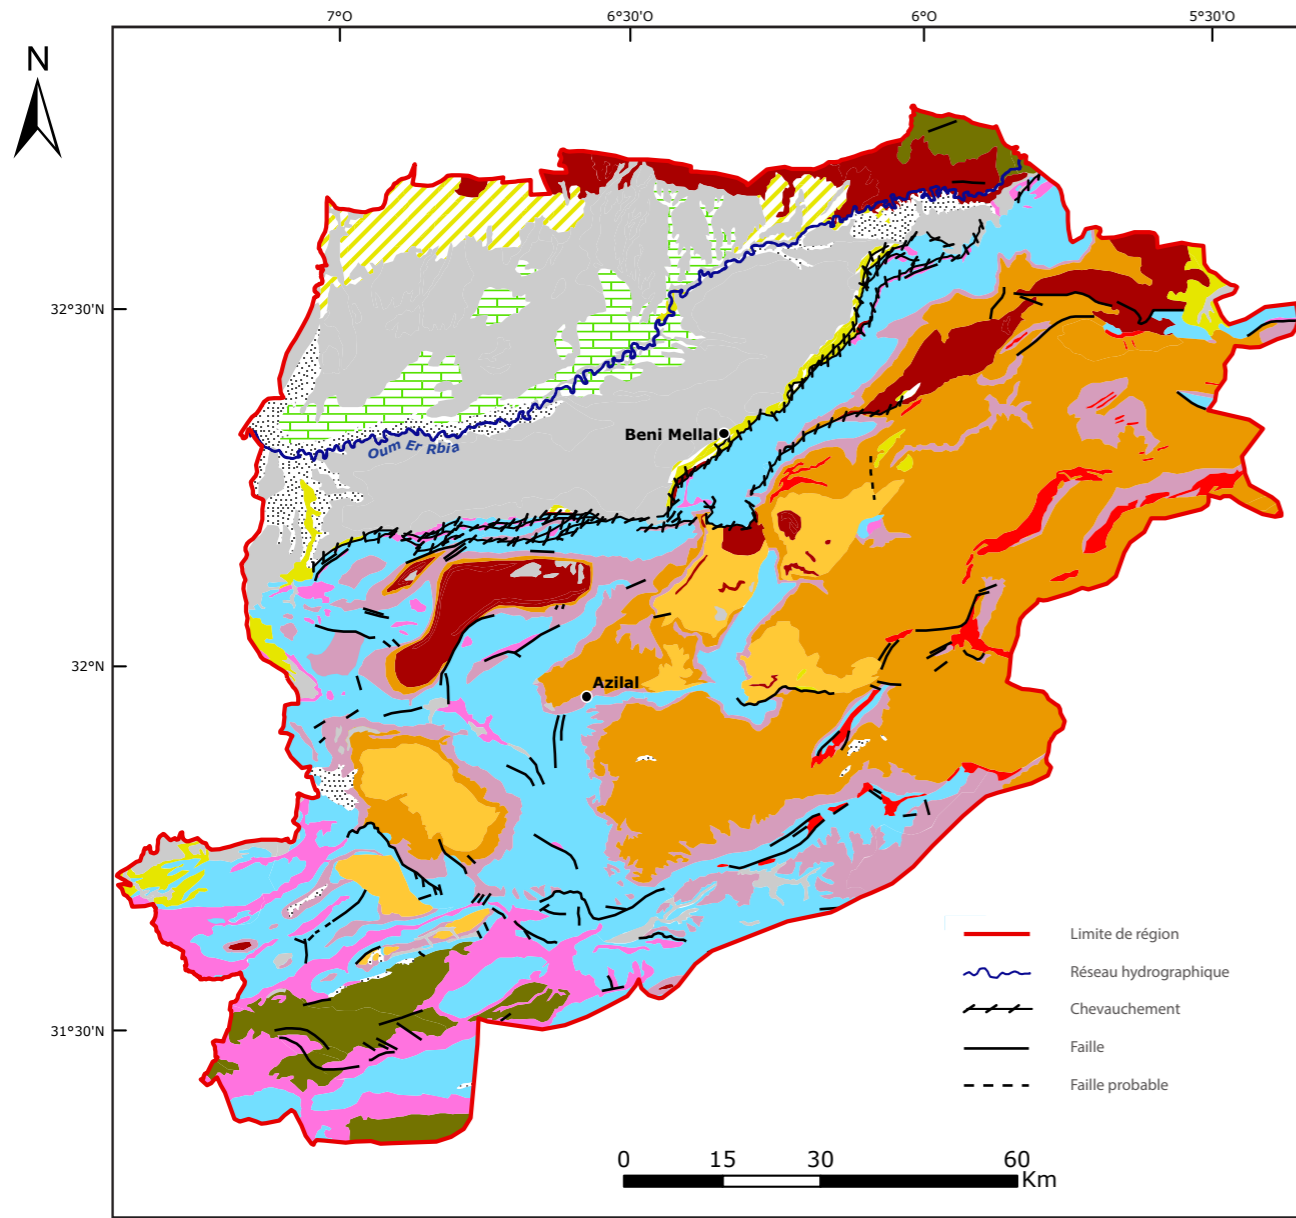 7°O 6°30'O 6°O 5°30'O
N
32°30'N
Beni Mellal
Oum Er Rbia
32°N
Azilal
Limite de région
Réseau hydrographique
Chevauchement
31°30'N
Faille
Faille probable
0 15 30 60
Km